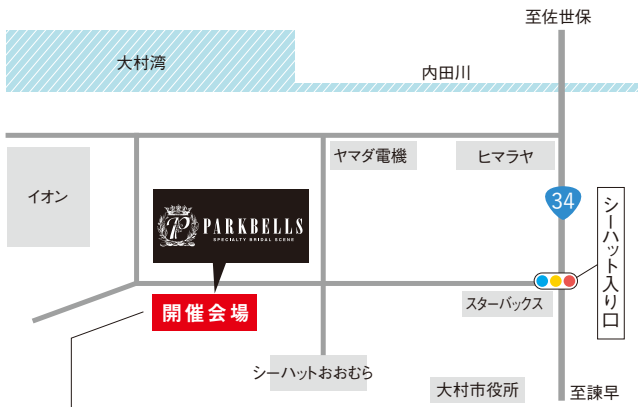 至佐世保
大村湾
内田川
ヤマダ電機
ヒマラヤ
イオン
34
シーハット入り口
P
PARKBELLS
SPECIALTY BRIDAL SCENE
開催会場
スターバックス
シーハットおおむら
大村市役所
至諫早